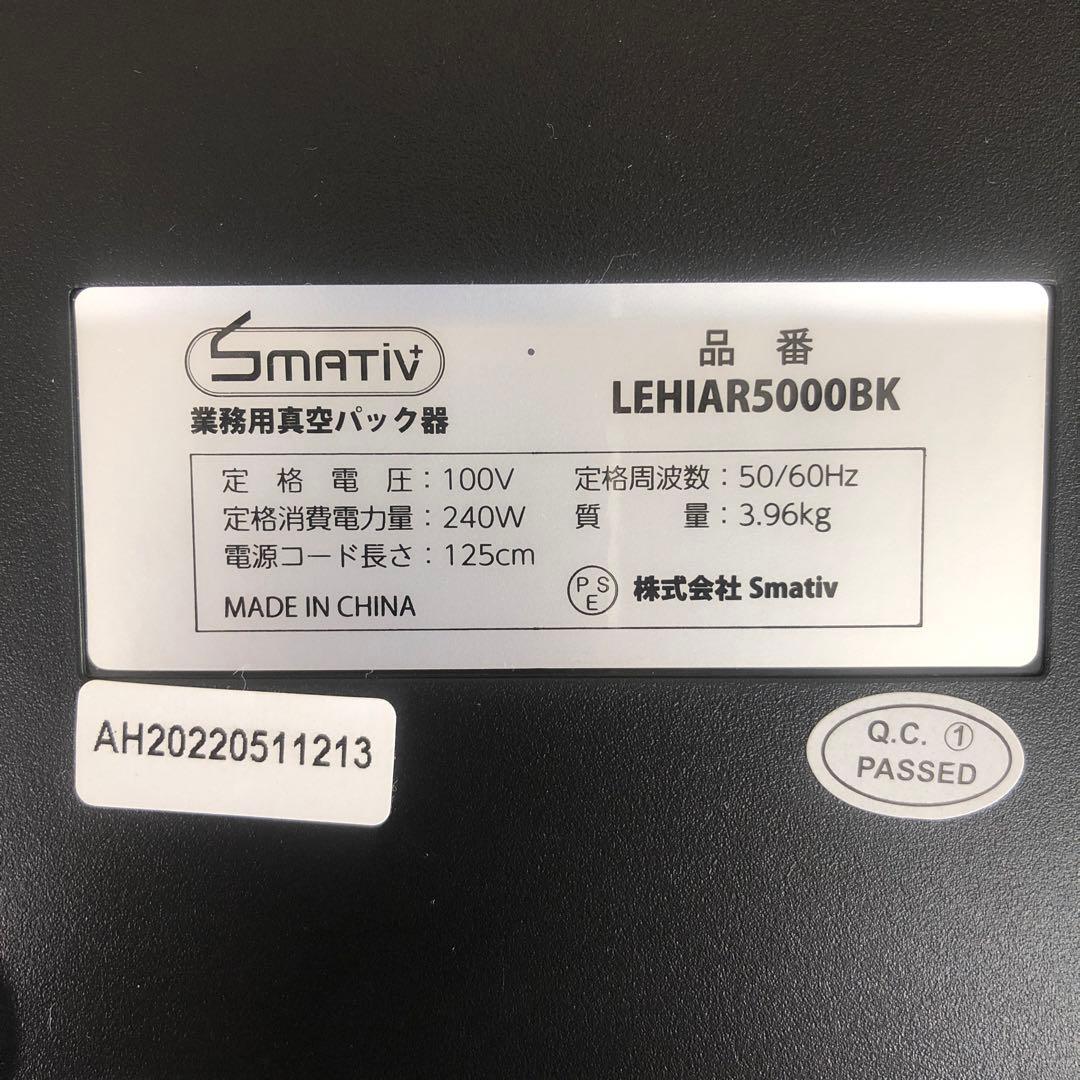 Smativ+
業務用真空パック器
品番
LEHIAR5000BK
定格電圧：100V
定格周波数：50/60Hz
定格消費電力量：240W
質量：3.96kg
電源コード長さ：125cm
MADE IN CHINA
PSE
株式会社 Smativ
AH20220511213
Q.C. ①
PASSED